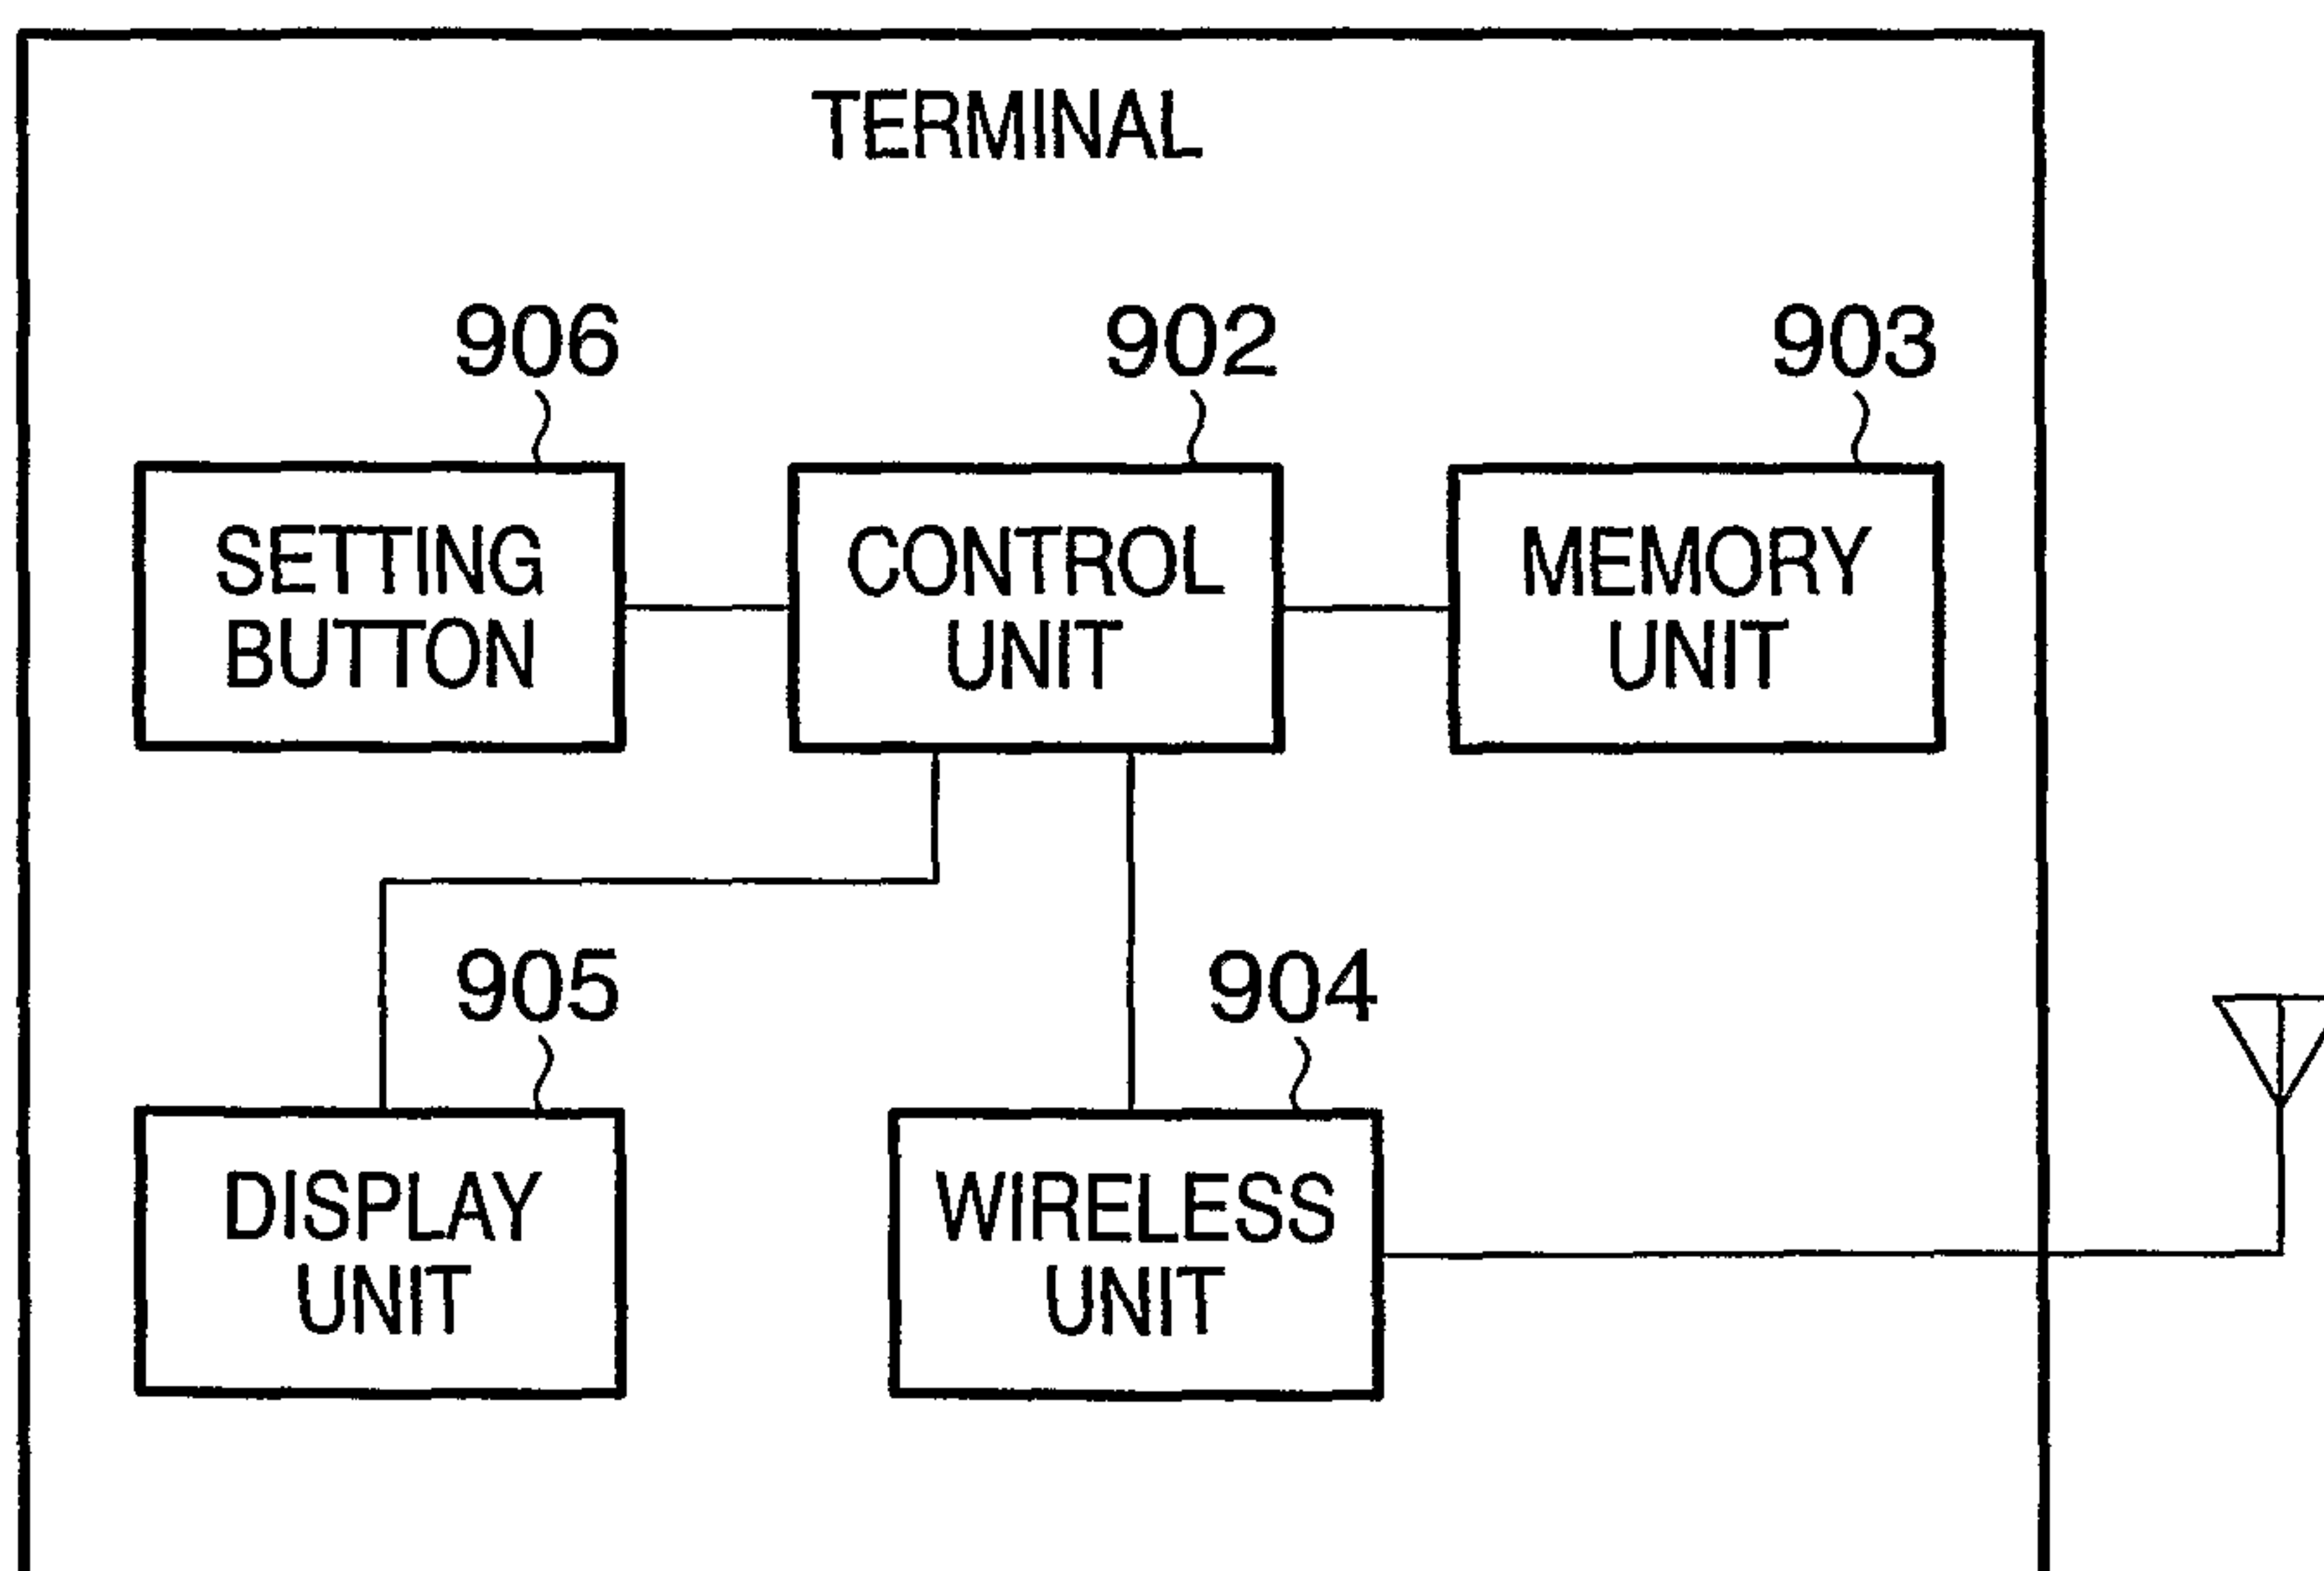 TERMINAL
906
902
903
SETTING
BUTTON
CONTROL
UNIT
MEMORY
UNIT
905
904
DISPLAY
UNIT
WIRELESS
UNIT